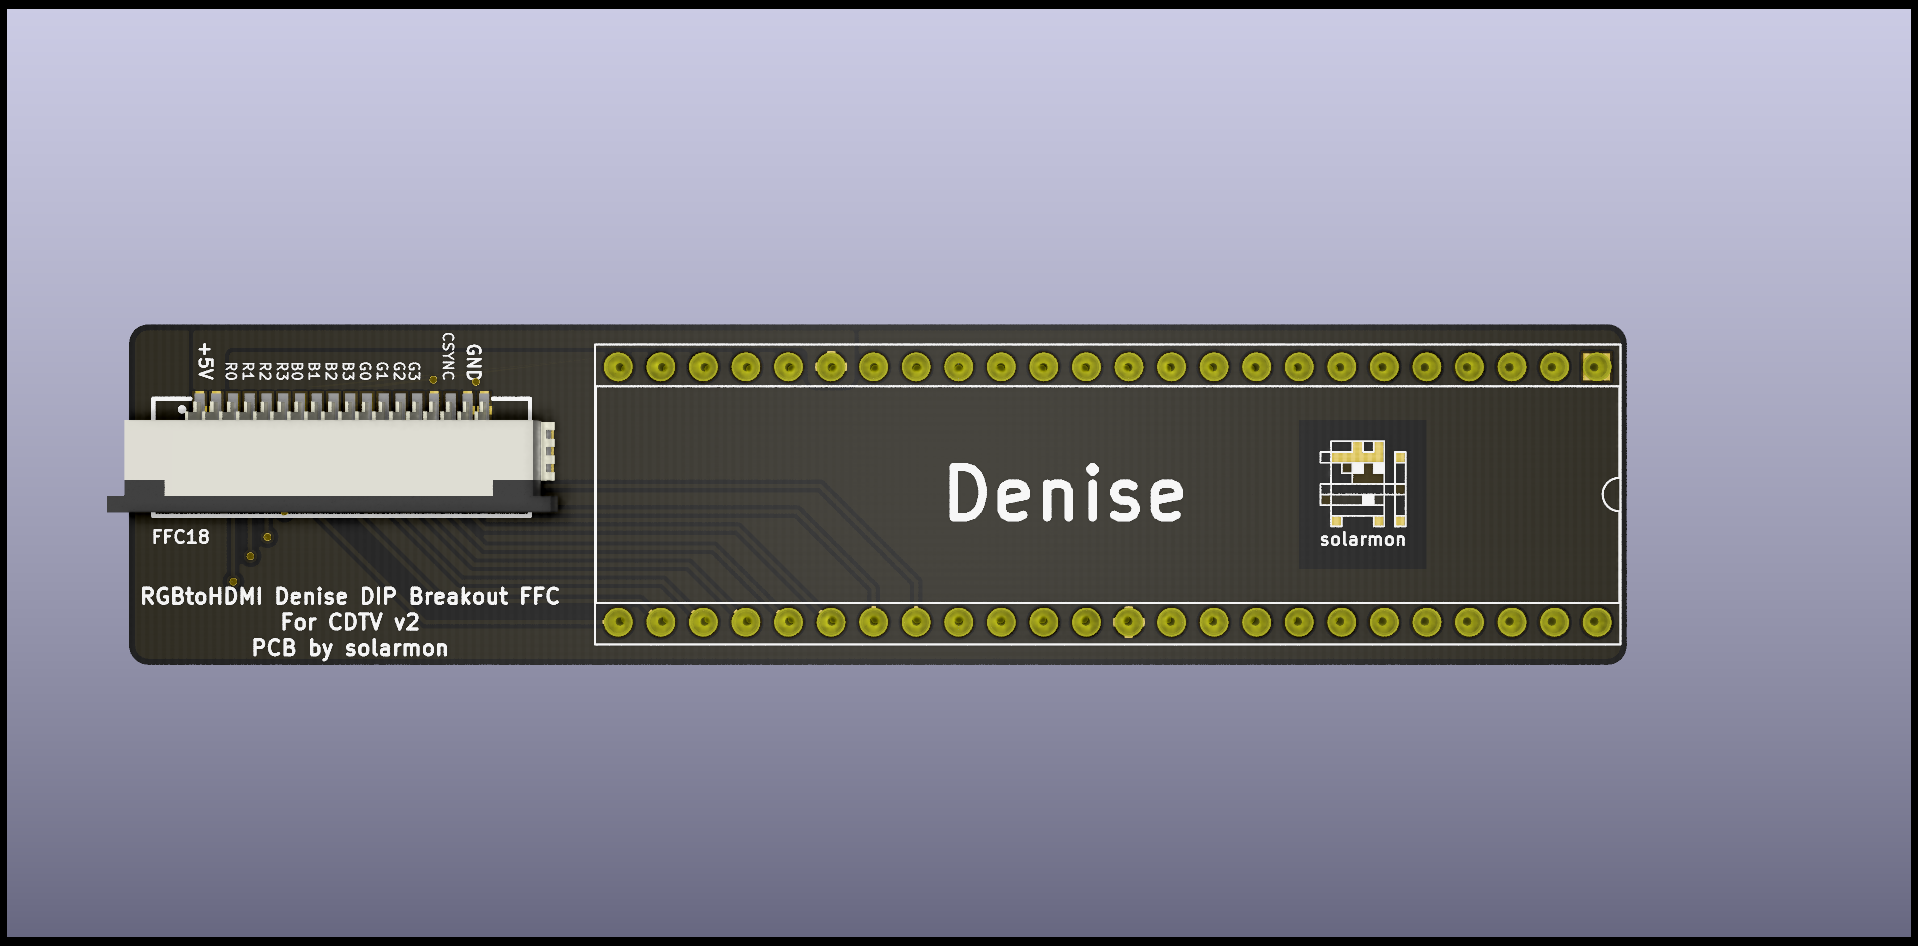 +5V R0 R1 R2 R3 B0 B1 B2 B3 G0 G1 G2 G3 CSYNC GND
Denise
solarmon
FFC18
RGBtoHDMI Denise DIP Breakout FFC
For CDTV v2
PCB by solarmon